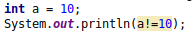 int a = 10;
System.out.println(a!=10);